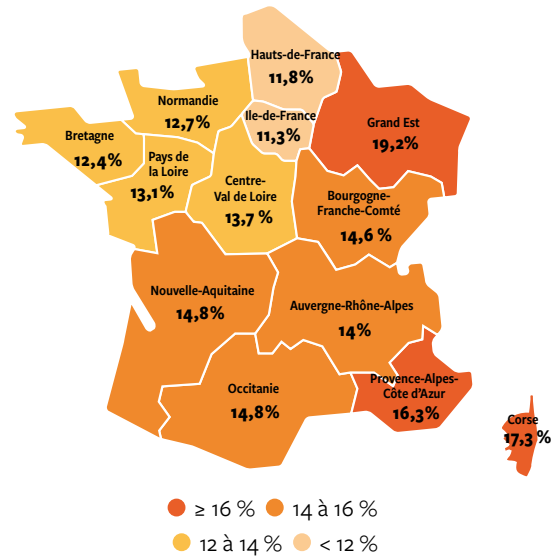 Hauts-de-France
11,8%
Normandie
12,7%
Ile-de-France
11,3%
Grand Est
19,2%
Bretagne
12,4%
Pays de
la Loire
13,1%
Centre-
Val de Loire
13,7 %
Bourgogne-
Franche-Comté
14,6 %
Nouvelle-Aquitaine
14,8%
Auvergne-Rhône-Alpes
14%
Occitanie
14,8%
Provence-Alpes-
Côte d'Azur
16,3%
Corse
17,3 %
≥ 16 % 14 à 16 %
12 à 14 % < 12 %